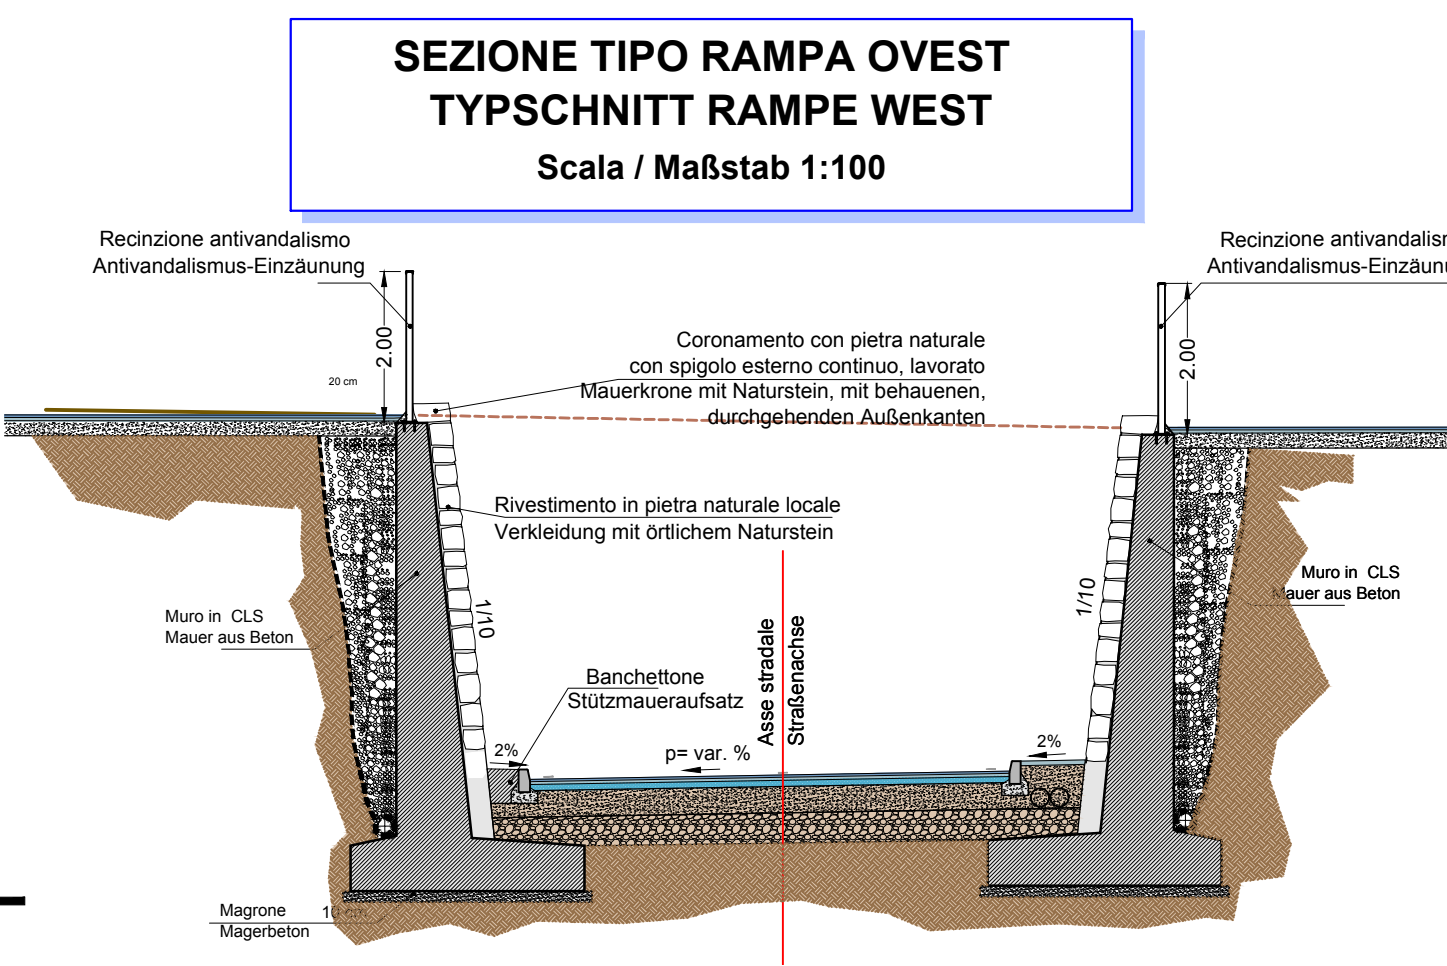 SEZIONE TIPO RAMPA OVEST
TYPSCHNITT RAMPE WEST
Scala / Maßstab 1:100
Recinzione antivandalismo
Antivandalismus-Einzäunung
Recinzione
Antivandalismus-
2.00
2.00
20 cm
Coronamento con pietra naturale
con spigolo esterno continuo, lavorato
Mauerkrone mit Naturstein, mit behauenen,
durchgehenden Außenkanten
Rivestimento in pietra naturale locale
Verkleidung mit örtlichem Naturstein
Muro in CLS
Mauer aus Beton
Muro in CLS
Mauer aus Beton
1/10
1/10
Asse stradale
Straßenachse
Banchettone
Stützmaueraufsatz
2%
p= var. %
2%
Magrone 10 cm
Magerbeton